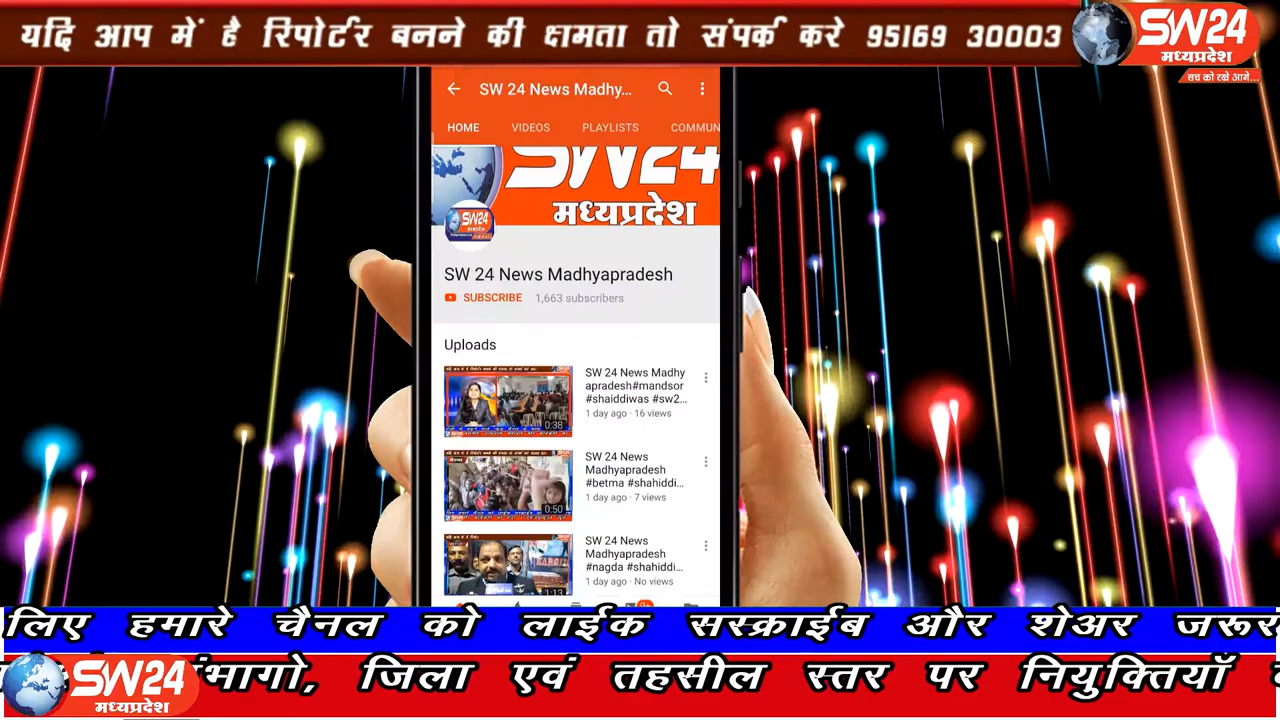 यदि आप में है रिपोर्टर बनने की क्षमता तो संपर्क करे 95169 30003
SW24
मध्यप्रदेश
सच को रखे आगे...
SW 24 News Madhy...
HOME VIDEOS PLAYLISTS COMMUN
SW24
मध्यप्रदेश
SW24
SW 24 News Madhyapradesh
SUBSCRIBE 1,663 subscribers
Uploads
SW 24 News Madhy
apradesh#mandsor
#shaiddiwas #sw2...
1 day ago · 16 views
0:38
SW 24 News
Madhyapradesh
#betma #shahiddi...
1 day ago · 7 views
0:50
SW 24 News
Madhyapradesh
#nagda #shahiddi...
1 day ago · No views
1:13
लिए हमारे चैनल को लाईक सस्क्राईब और शेअर जरूर
संभागो, जिला एवं तहसील स्तर पर नियुक्तियाँ
SW24
मध्यप्रदेश